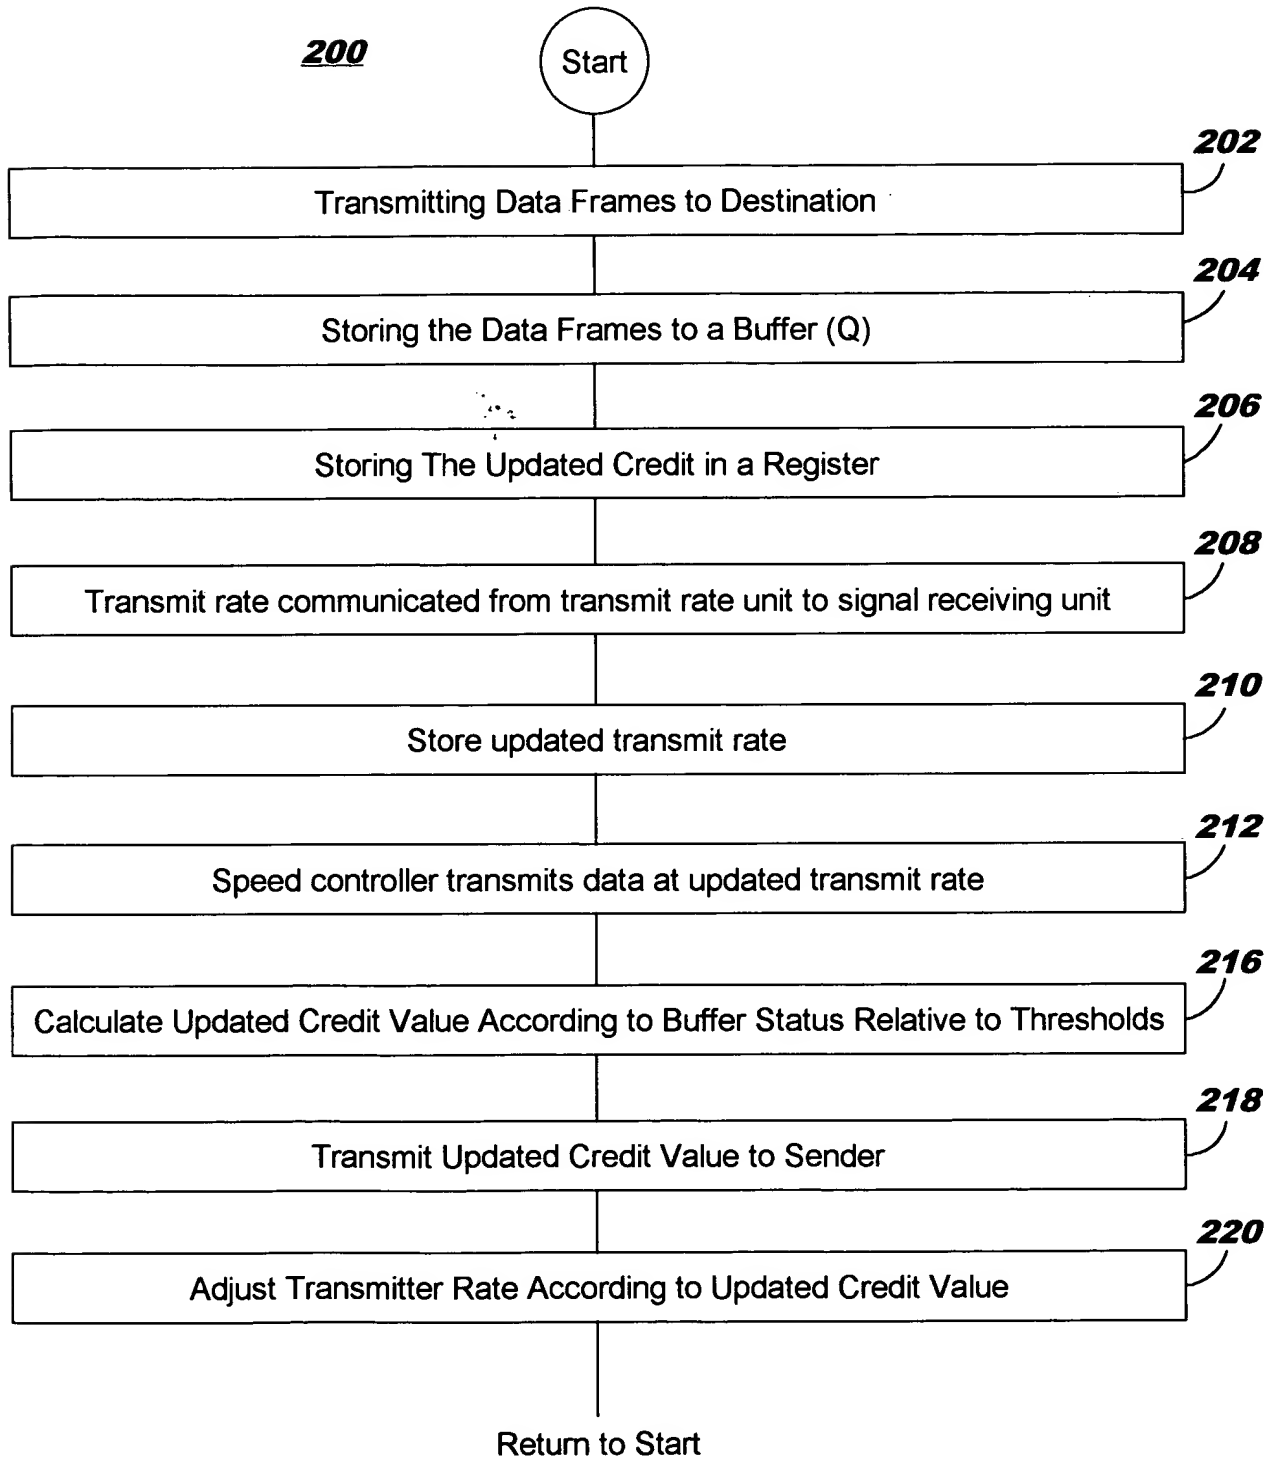 200
Start
202
Transmitting Data Frames to Destination
204
Storing the Data Frames to a Buffer (Q)
206
Storing The Updated Credit in a Register
208
Transmit rate communicated from transmit rate unit to signal receiving unit
210
Store updated transmit rate
212
Speed controller transmits data at updated transmit rate
216
Calculate Updated Credit Value According to Buffer Status Relative to Thresholds
218
Transmit Updated Credit Value to Sender
220
Adjust Transmitter Rate According to Updated Credit Value
Return to Start